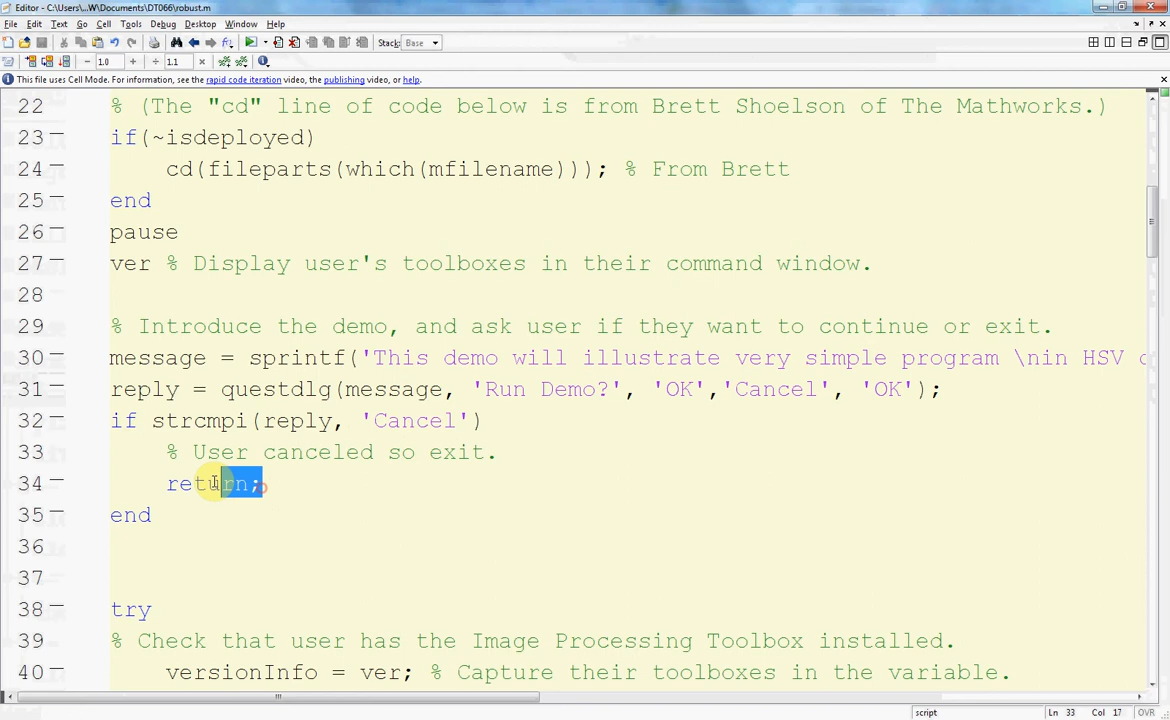 Editor - C:\Users\...W\Documents\DT066\robust.m
File Edit Text Go Cell Tools Debug Desktop Window Help
Stack: Base
1.0 1.1
This file uses Cell Mode. For information, see the rapid code iteration video, the publishing video, or help.
22 % (The "cd" line of code below is from Brett Shoelson of The Mathworks.)
23 if(~isdeployed)
24 cd(fileparts(which(mfilename))); % From Brett
25 end
26 pause
27 ver % Display user's toolboxes in their command window.
28
29 % Introduce the demo, and ask user if they want to continue or exit.
30 message = sprintf('This demo will illustrate very simple program \nin HSV
31 reply = questdlg(message, 'Run Demo?', 'OK','Cancel', 'OK');
32 if strcmpi(reply, 'Cancel')
33 % User canceled so exit.
34 return;
35 end
36
37
38 try
39 % Check that user has the Image Processing Toolbox installed.
40 versionInfo = ver; % Capture their toolboxes in the variable.
script Ln 33 Col 17 OVR